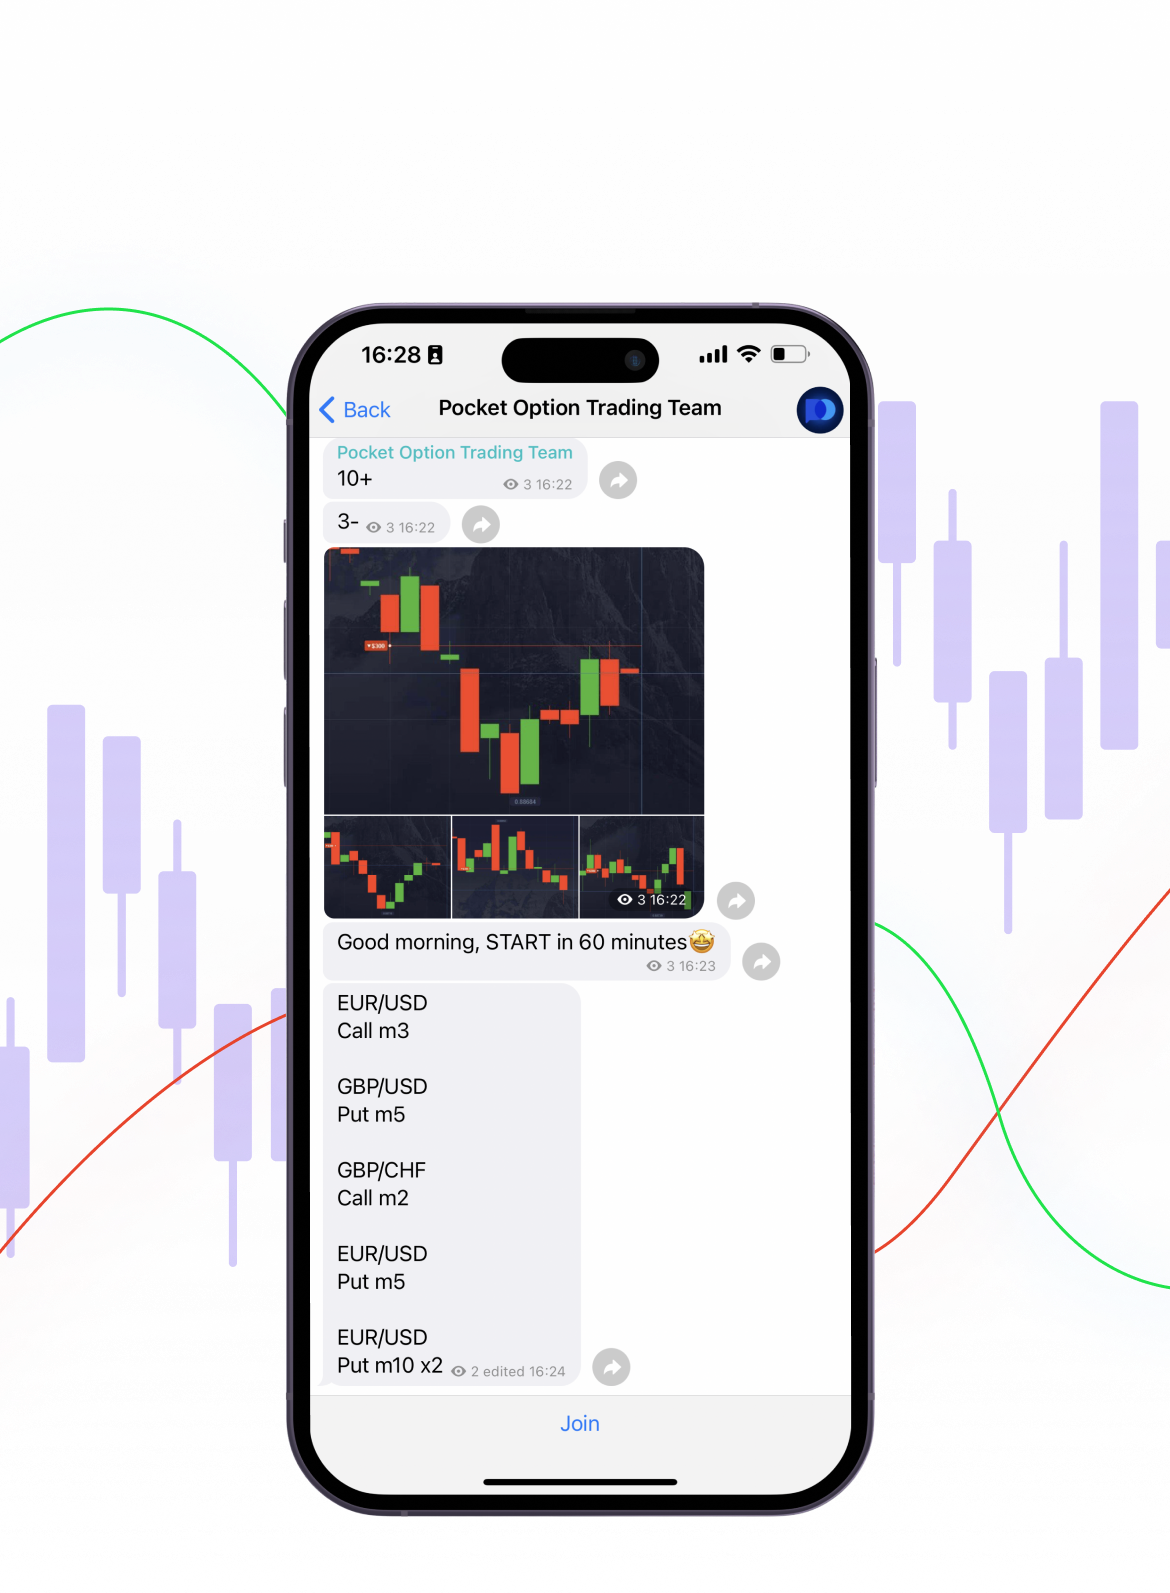 16:28
Back
Pocket Option Trading Team
Pocket Option Trading Team
10+
3 16:22
3-
3 16:22
3 16:22
Good morning, START in 60 minutes🤩
3 16:23
EUR/USD
Call m3
GBP/USD
Put m5
GBP/CHF
Call m2
EUR/USD
Put m5
EUR/USD
Put m10 x2
2 edited 16:24
Join